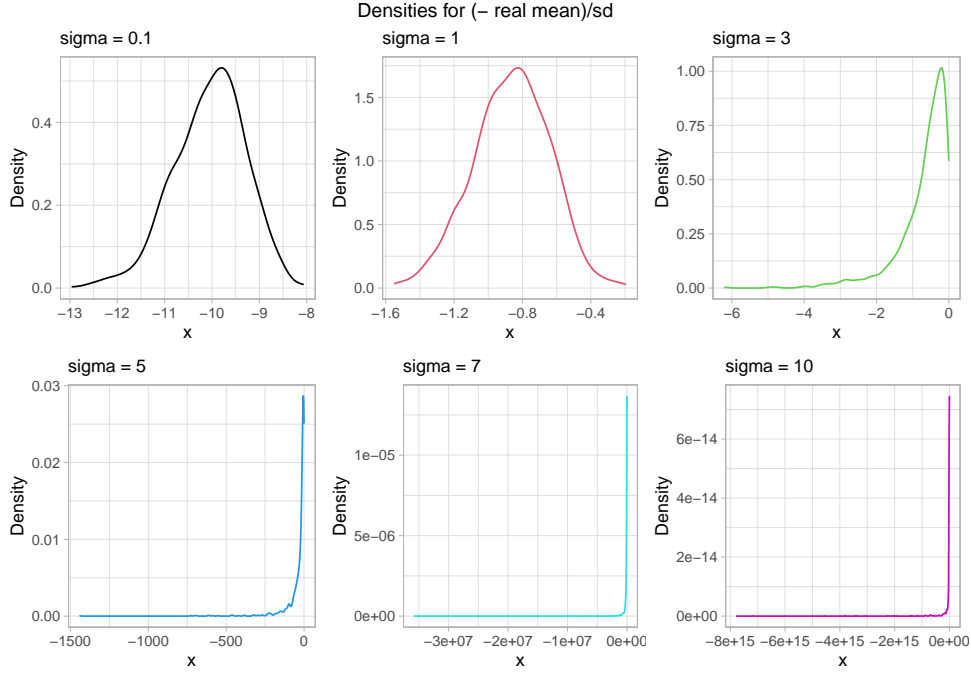 Densities for (− real mean)/sd
sigma = 0.1
sigma = 1
sigma = 3
Density
0.4
0.2
0.0
−13
−12
−11
−10
−9
−8
x
Density
1.5
1.0
0.5
0.0
−1.6
−1.2
−0.8
−0.4
x
Density
1.00
0.75
0.50
0.25
0.00
−6
−4
−2
0
x
sigma = 5
sigma = 7
sigma = 10
Density
0.03
0.02
0.01
0.00
−1500
−1000
−500
0
x
Density
1e−05
5e−06
0e+00
−3e+07
−2e+07
−1e+07
0e+00
x
Density
6e−14
4e−14
2e−14
0e+00
−8e+15
−6e+15
−4e+15
−2e+15
0e+00
x